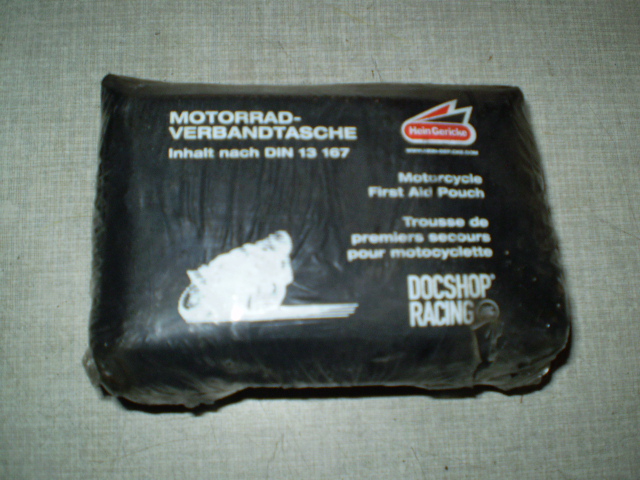 MOTORRAD-
VERBANDTASCHE
Inhalt nach DIN 13 167
HeinGericke
Motorcycle
First Aid Pouch
Trousse de
premiers secours
pour motocyclette
DOCSHOP®
RACING